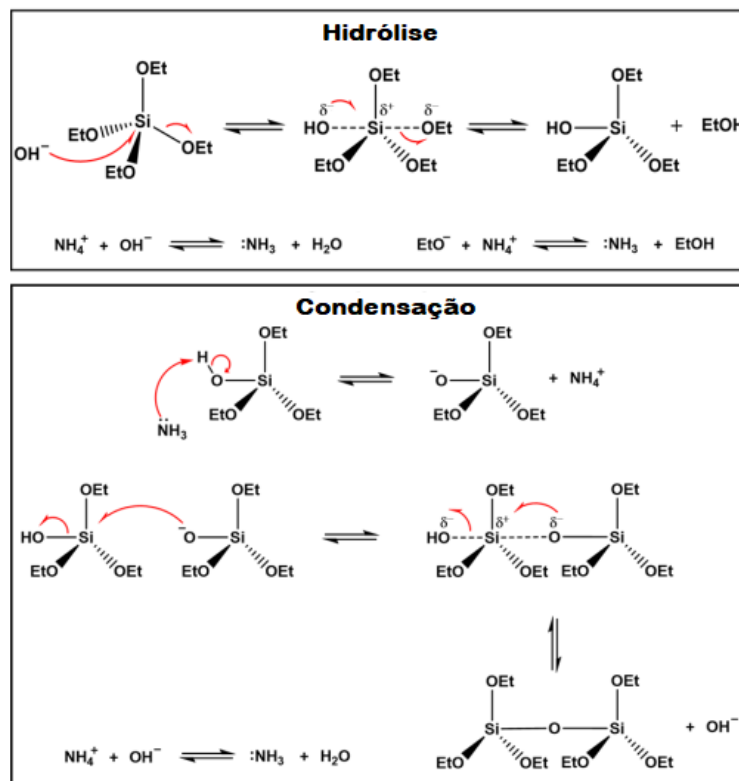 Hidrólise
OEt
Si
EtO
OEt
EtO
OH⁻
OEt
δ⁻ δ⁺ δ⁻
HO Si OEt
EtO OEt
OEt
HO Si
EtO OEt
+ EtOH
NH₄⁺ + OH⁻ :NH₃ + H₂O
EtO⁻ + NH₄⁺ :NH₃ + EtOH
Condensação
OEt
H
O Si
EtO OEt
:NH₃
OEt
⁻O Si
EtO OEt
+ NH₄⁺
OEt
HO Si
EtO OEt
OEt
⁻O Si
EtO OEt
OEt OEt
δ⁻ δ⁺ δ⁻
HO Si O Si
EtO OEt EtO OEt
OEt OEt
Si O Si
EtO OEt EtO OEt
+ OH⁻
NH₄⁺ + OH⁻ :NH₃ + H₂O